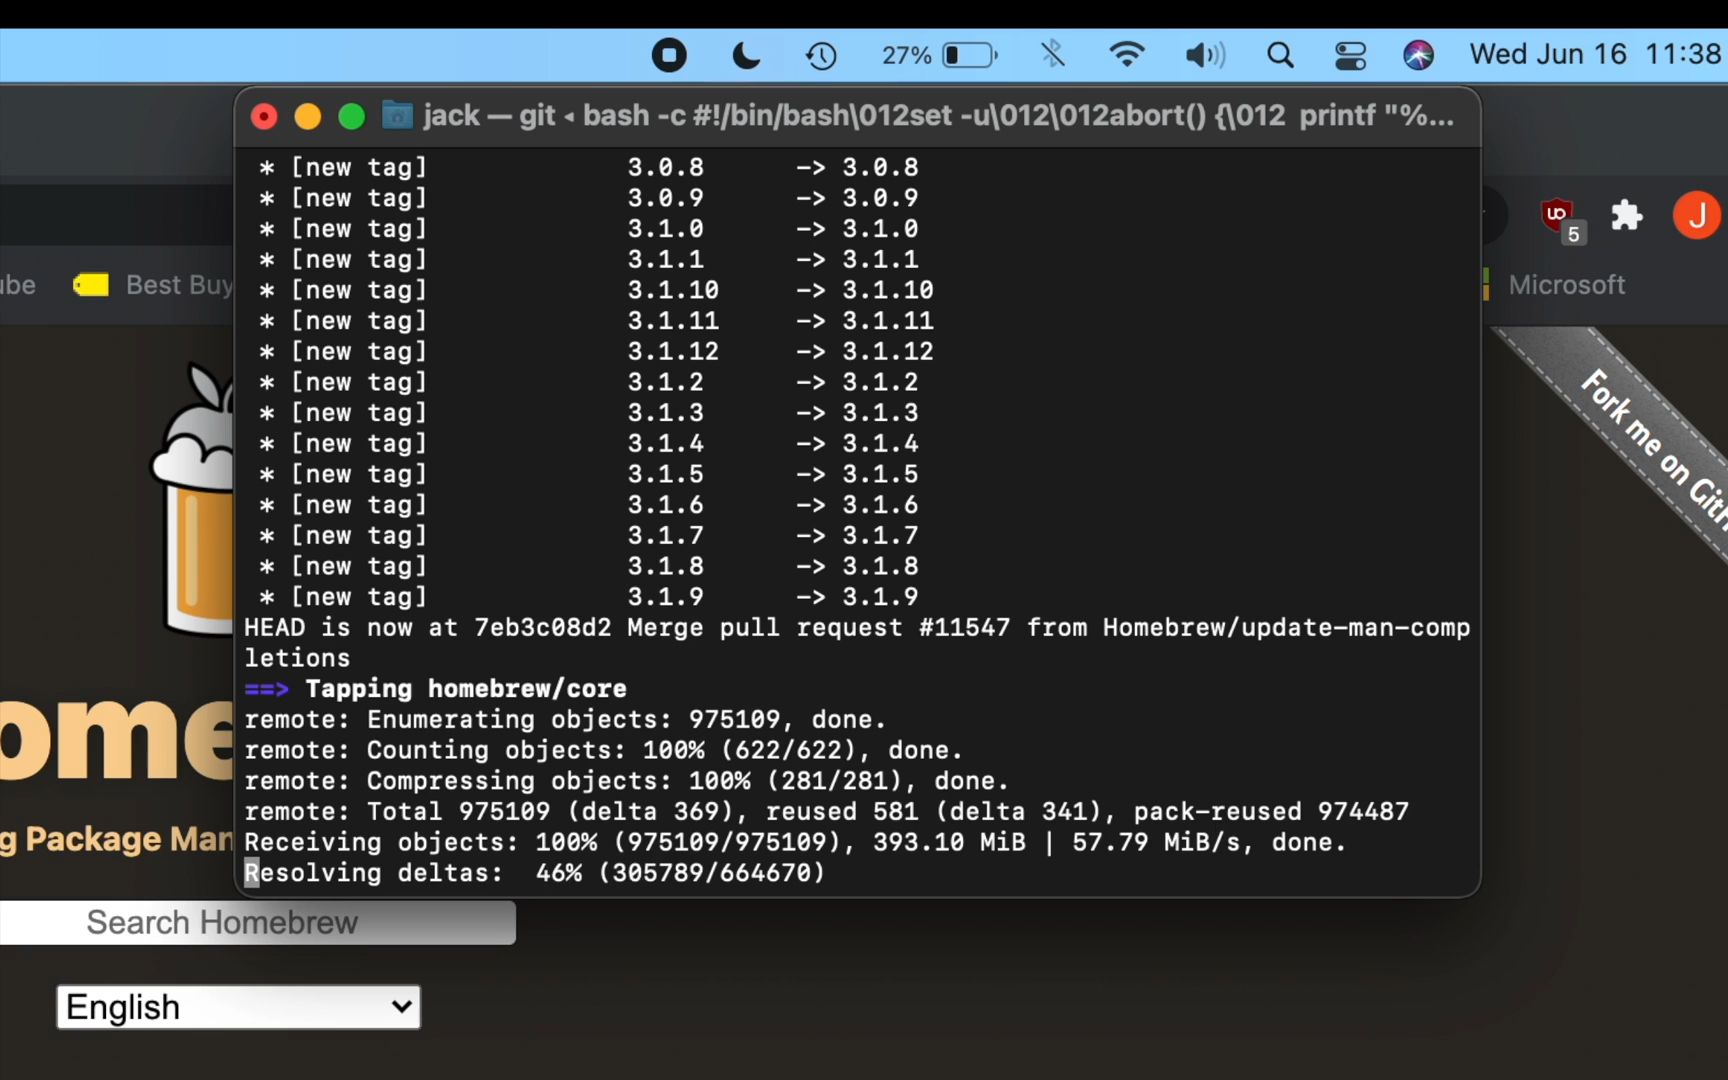 27%
Wed Jun 16 11:38
jack — git ◂ bash -c #!/bin/bash\012set -u\012\012abort() {\012 printf "%...
* [new tag] 3.0.8 -> 3.0.8
* [new tag] 3.0.9 -> 3.0.9
* [new tag] 3.1.0 -> 3.1.0
* [new tag] 3.1.1 -> 3.1.1
* [new tag] 3.1.10 -> 3.1.10
* [new tag] 3.1.11 -> 3.1.11
* [new tag] 3.1.12 -> 3.1.12
* [new tag] 3.1.2 -> 3.1.2
* [new tag] 3.1.3 -> 3.1.3
* [new tag] 3.1.4 -> 3.1.4
* [new tag] 3.1.5 -> 3.1.5
* [new tag] 3.1.6 -> 3.1.6
* [new tag] 3.1.7 -> 3.1.7
* [new tag] 3.1.8 -> 3.1.8
* [new tag] 3.1.9 -> 3.1.9
HEAD is now at 7eb3c08d2 Merge pull request #11547 from Homebrew/update-man-comp
letions
==> Tapping homebrew/core
remote: Enumerating objects: 975109, done.
remote: Counting objects: 100% (622/622), done.
remote: Compressing objects: 100% (281/281), done.
remote: Total 975109 (delta 369), reused 581 (delta 341), pack-reused 974487
Receiving objects: 100% (975109/975109), 393.10 MiB | 57.79 MiB/s, done.
Resolving deltas: 46% (305789/664670)
uo
5
J
ube
Best Buy
Microsoft
Fork me on GitH
ome
g Package Man
Search Homebrew
English